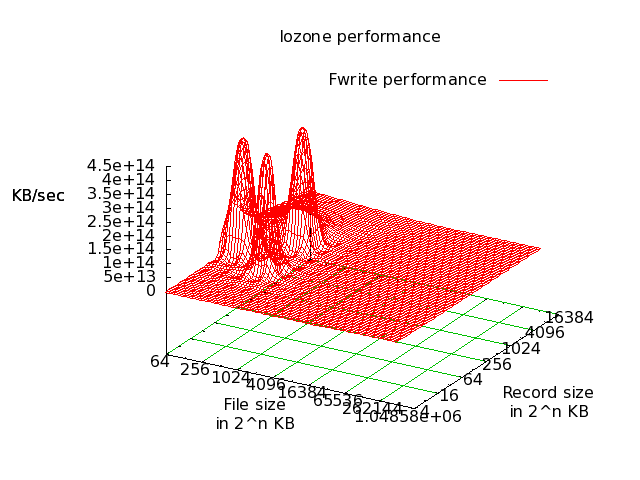 Iozone performance
Fwrite performance
4.5e+14
4e+14
3.5e+14
3e+14
2.5e+14
2e+14
1.5e+14
1e+14
5e+13
0
KB/sec
64
256
1024
4096
16384
65536
262144
1.04858e+06
File size
in 2^n KB
4
16
64
256
1024
4096
16384
Record size
in 2^n KB